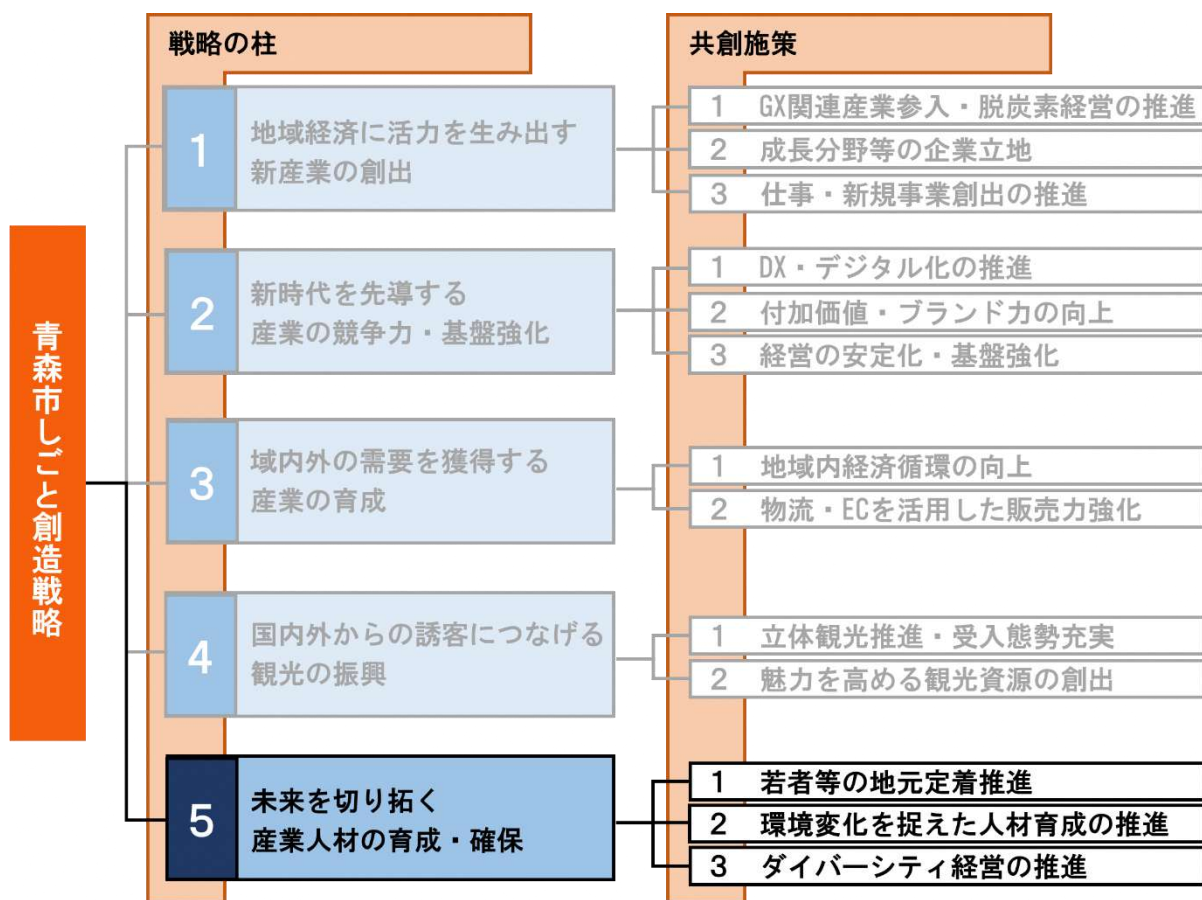 戦略の柱
共創施策
青森市しごと創造戦略
1
地域経済に活力を生み出す
新産業の創出
1 GX関連産業参入・脱炭素経営の推進
2 成長分野等の企業立地
3 仕事・新規事業創出の推進
2
新時代を先導する
産業の競争力・基盤強化
1 DX・デジタル化の推進
2 付加価値・ブランド力の向上
3 経営の安定化・基盤強化
3
域内外の需要を獲得する
産業の育成
1 地域内経済循環の向上
2 物流・ECを活用した販売力強化
4
国内外からの誘客につなげる
観光の振興
1 立体観光推進・受入態勢充実
2 魅力を高める観光資源の創出
5
未来を切り拓く
産業人材の育成・確保
1 若者等の地元定着推進
2 環境変化を捉えた人材育成の推進
3 ダイバーシティ経営の推進